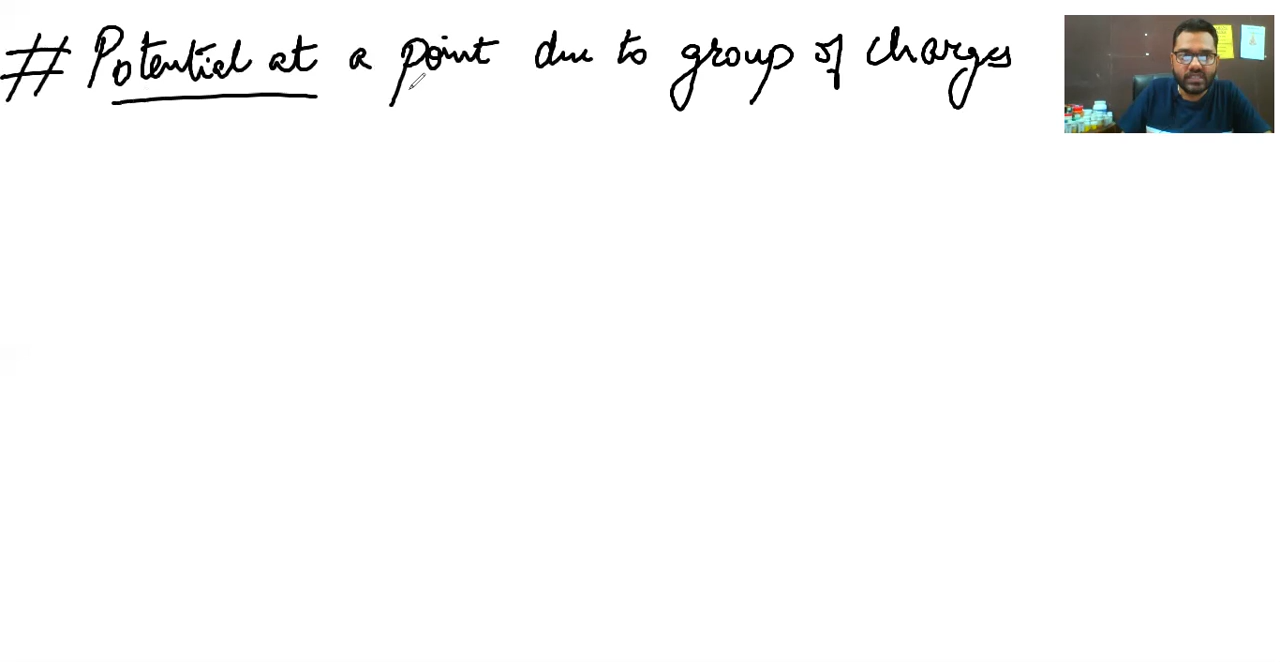 # Potential at a point due to group of charges